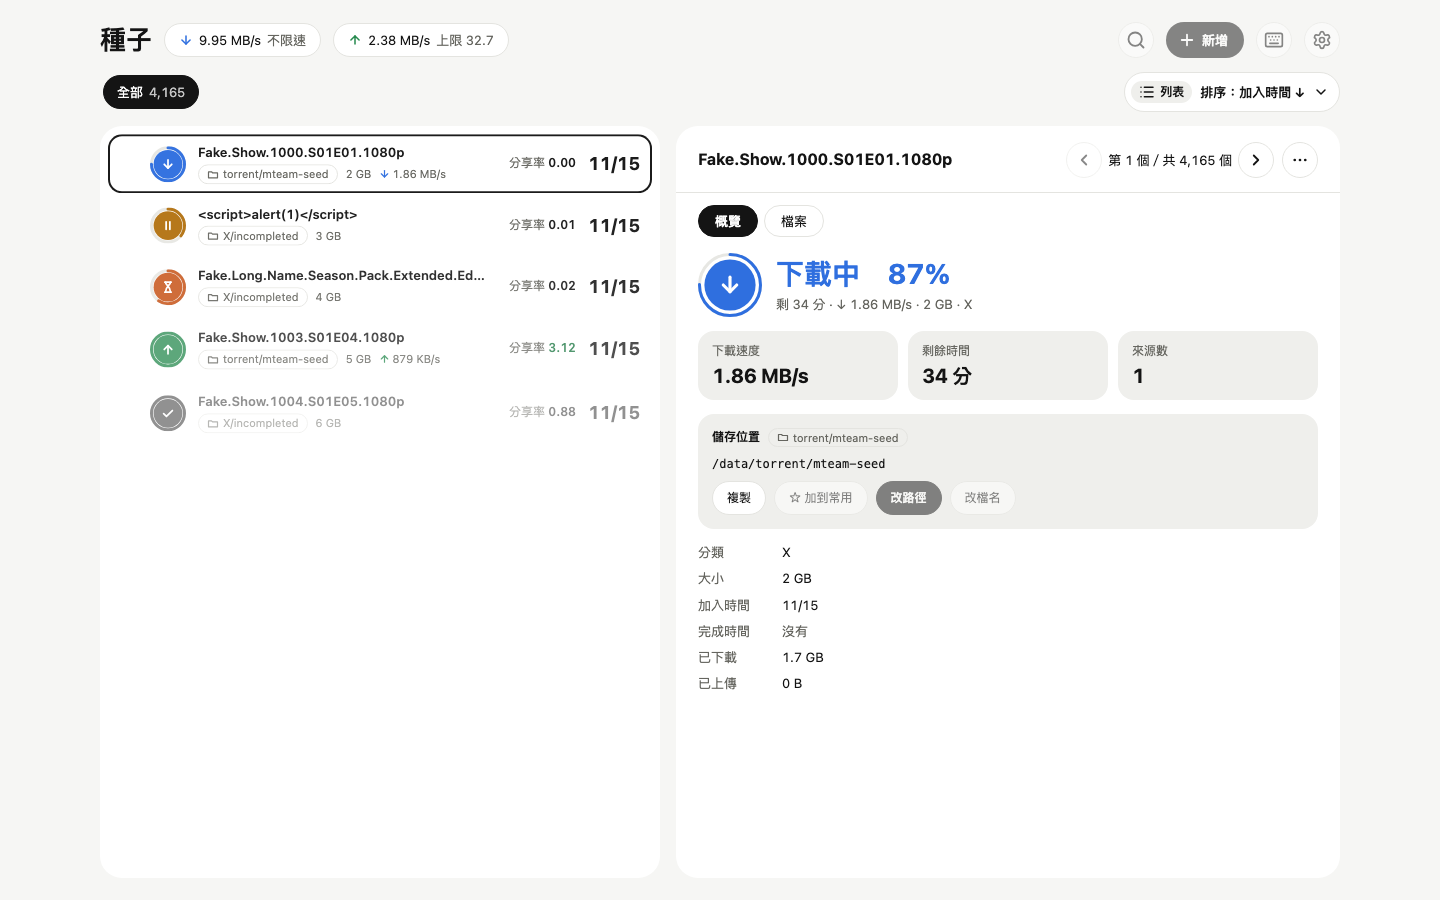 種子
9.95 MB/s 不限速
2.38 MB/s 上限 32.7
新增
全部 4,165
列表
排序：加入時間 ↓
Fake.Show.1000.S01E01.1080p
torrent/mteam-seed 2 GB ↓ 1.86 MB/s
分享率 0.00 11/15
<script>alert(1)</script>
X/incompleted 3 GB
分享率 0.01 11/15
Fake.Long.Name.Season.Pack.Extended.Ed...
X/incompleted 4 GB
分享率 0.02 11/15
Fake.Show.1003.S01E04.1080p
torrent/mteam-seed 5 GB ↑ 879 KB/s
分享率 3.12 11/15
Fake.Show.1004.S01E05.1080p
X/incompleted 6 GB
分享率 0.88 11/15
Fake.Show.1000.S01E01.1080p
第 1 個 / 共 4,165 個
概覽
檔案
下載中 87%
剩 34 分 · ↓ 1.86 MB/s · 2 GB · X
下載速度
1.86 MB/s
剩餘時間
34 分
來源數
1
儲存位置 torrent/mteam-seed
/data/torrent/mteam-seed
複製
☆ 加到常用
改路徑
改檔名
分類 X
大小 2 GB
加入時間 11/15
完成時間 沒有
已下載 1.7 GB
已上傳 0 B